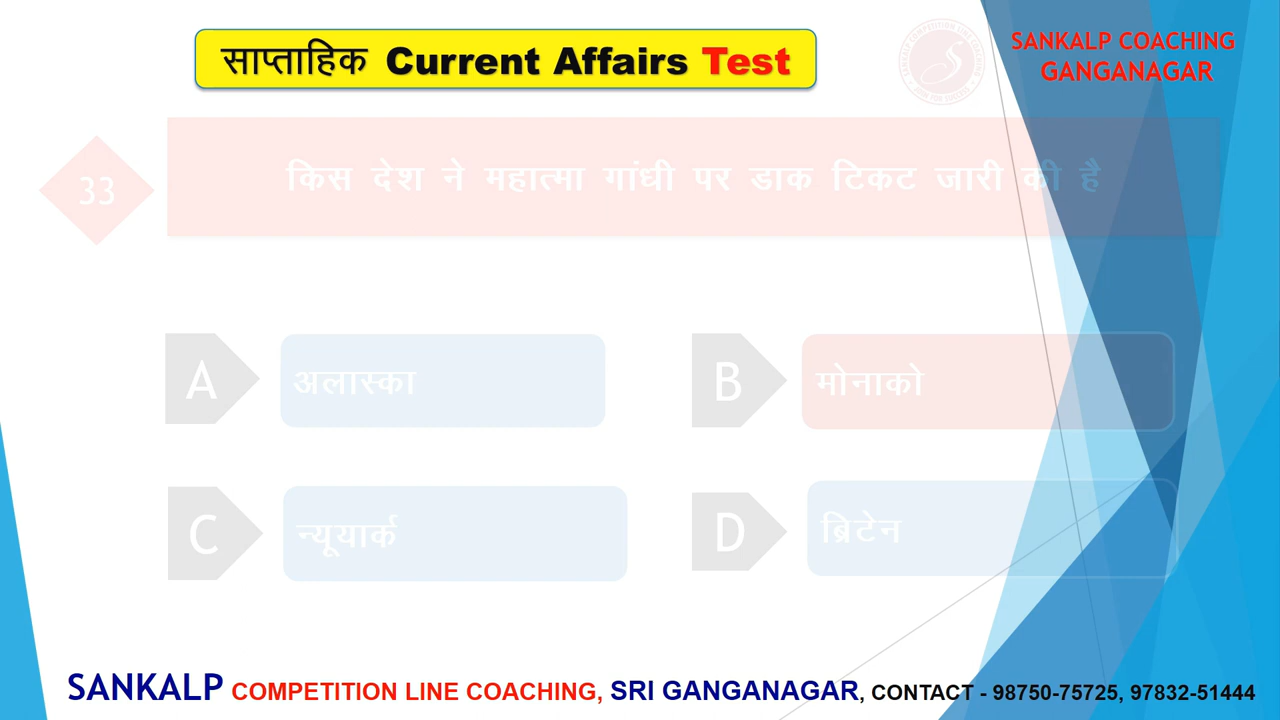 साप्ताहिक Current Affairs Test
SANKALP COACHING
GANGANAGAR
33
किस देश ने महात्मा गांधी पर डाक टिकट जारी की है
A
अलास्का
B
मोनाको
C
न्यूयार्क
D
ब्रिटेन
SANKALP COMPETITION LINE COACHING, SRI GANGANAGAR, CONTACT - 98750-75725, 97832-51444